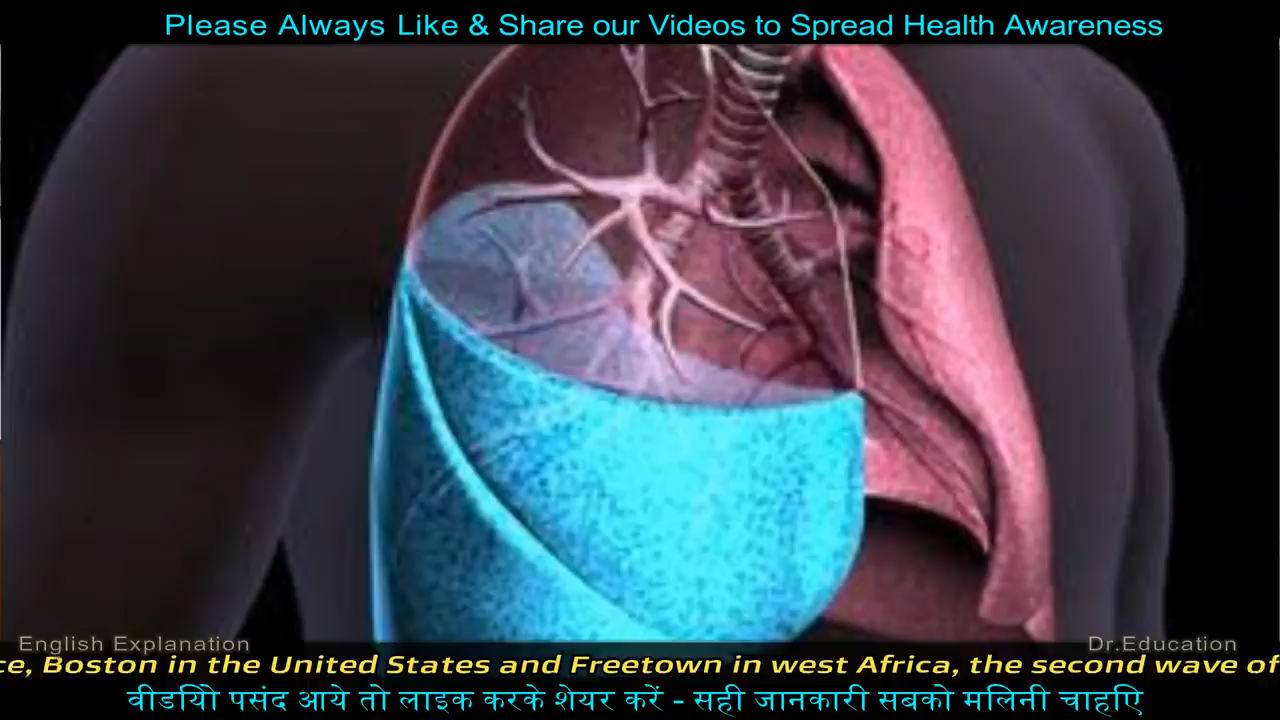 Please Always Like & Share our Videos to Spread Health Awareness
English Explanation
Dr.Education
ce, Boston in the United States and Freetown in west Africa, the second wave of
वीडियो पसंद आये तो लाइक करके शेयर करें - सही जानकारी सबको मिलनी चाहिए